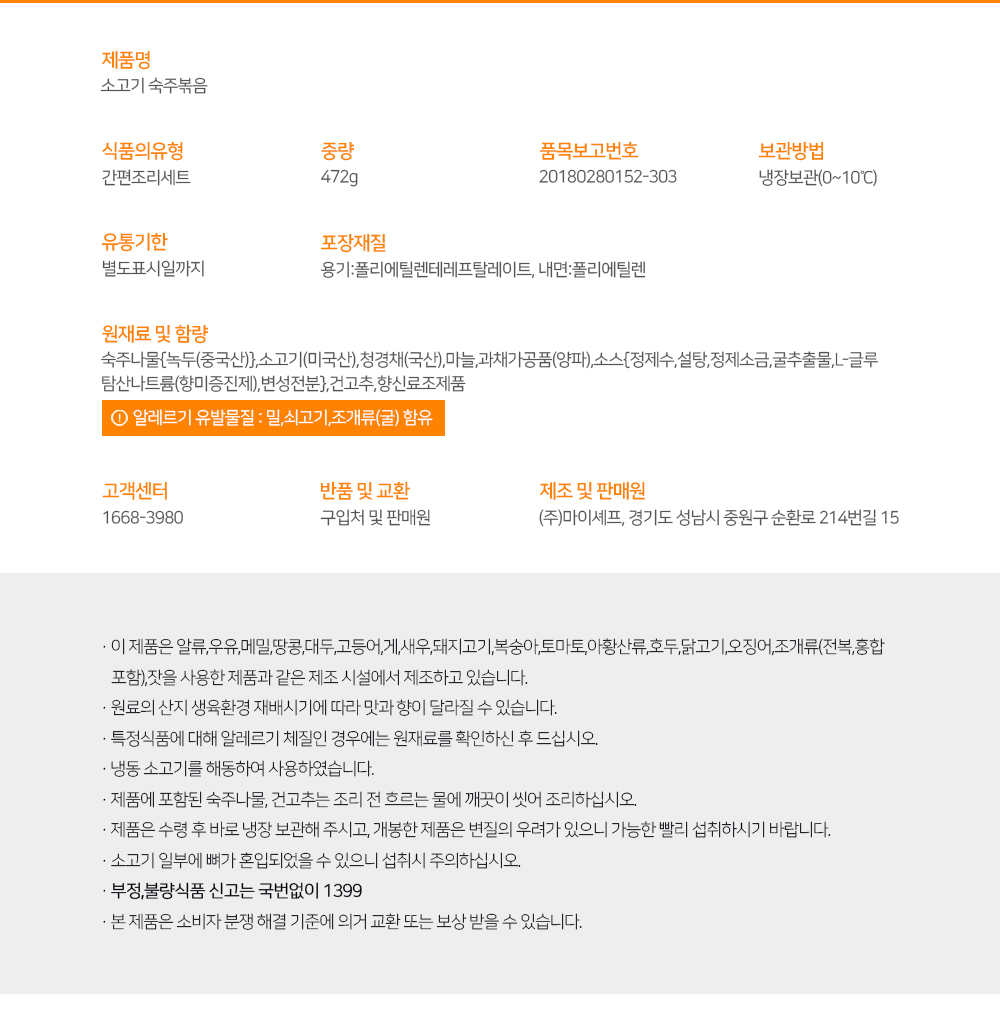 제품명
소고기 숙주볶음
식품의유형 중량 품목보고번호 보관방법
간편조리세트 472g 20180280152-303 냉장보관(0~10℃)
유통기한 포장재질
별도표시일까지 용기:폴리에틸렌테레프탈레이트, 내면:폴리에틸렌
원재료 및 함량
숙주나물{녹두(중국산)},소고기(미국산),청경채(국산),마늘,과채가공품(양파),소스{정제수,설탕,정제소금,굴추출물,L-글루
탐산나트륨(향미증진제),변성전분},건고추,향신료조제품
알레르기 유발물질 : 밀,쇠고기,조개류(굴) 함유
고객센터 반품 및 교환 제조 및 판매원
1668-3980 구입처 및 판매원 (주)마이셰프, 경기도 성남시 중원구 순환로 214번길 15
· 이 제품은 알류,우유,메밀,땅콩,대두,고등어,게,새우,돼지고기,복숭아,토마토,아황산류,호두,닭고기,오징어,조개류(전복,홍합
포함),잣을 사용한 제품과 같은 제조 시설에서 제조하고 있습니다.
· 원료의 산지 생육환경 재배시기에 따라 맛과 향이 달라질 수 있습니다.
· 특정식품에 대해 알레르기 체질인 경우에는 원재료를 확인하신 후 드십시오.
· 냉동 소고기를 해동하여 사용하였습니다.
· 제품에 포함된 숙주나물, 건고추는 조리 전 흐르는 물에 깨끗이 씻어 조리하십시오.
· 제품은 수령 후 바로 냉장 보관해 주시고, 개봉한 제품은 변질의 우려가 있으니 가능한 빨리 섭취하시기 바랍니다.
· 소고기 일부에 뼈가 혼입되었을 수 있으니 섭취시 주의하십시오.
· 부정,불량식품 신고는 국번없이 1399
· 본 제품은 소비자 분쟁 해결 기준에 의거 교환 또는 보상 받을 수 있습니다.